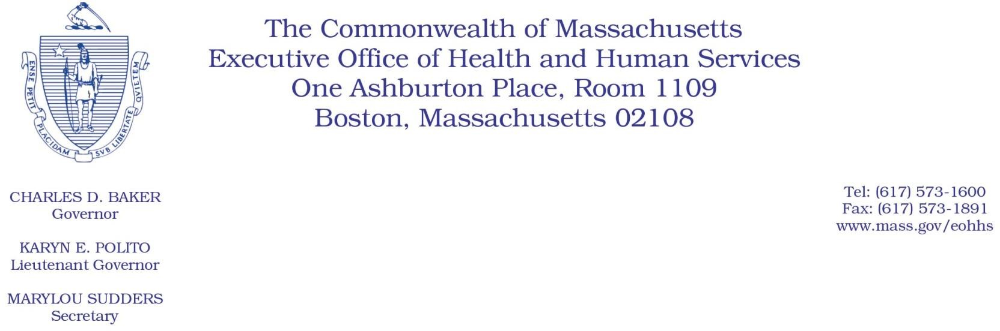 ENSE PETIT PLACIDAM SVB LIBERTATE QVIETEM
The Commonwealth of Massachusetts
Executive Office of Health and Human Services
One Ashburton Place, Room 1109
Boston, Massachusetts 02108
CHARLES D. BAKER
Governor
KARYN E. POLITO
Lieutenant Governor
MARYLOU SUDDERS
Secretary
Tel: (617) 573-1600
Fax: (617) 573-1891
www.mass.gov/eohhs